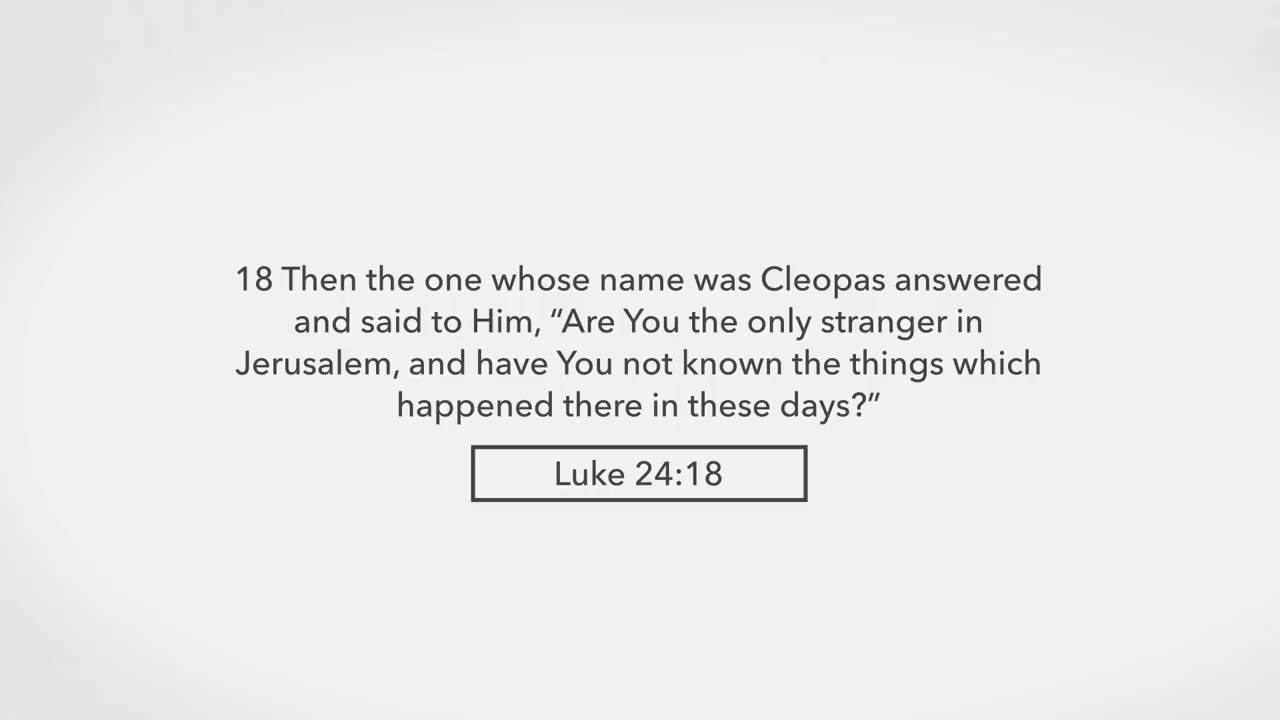 18 Then the one whose name was Cleopas answered
and said to Him, “Are You the only stranger in
Jerusalem, and have You not known the things which
happened there in these days?”
Luke 24:18